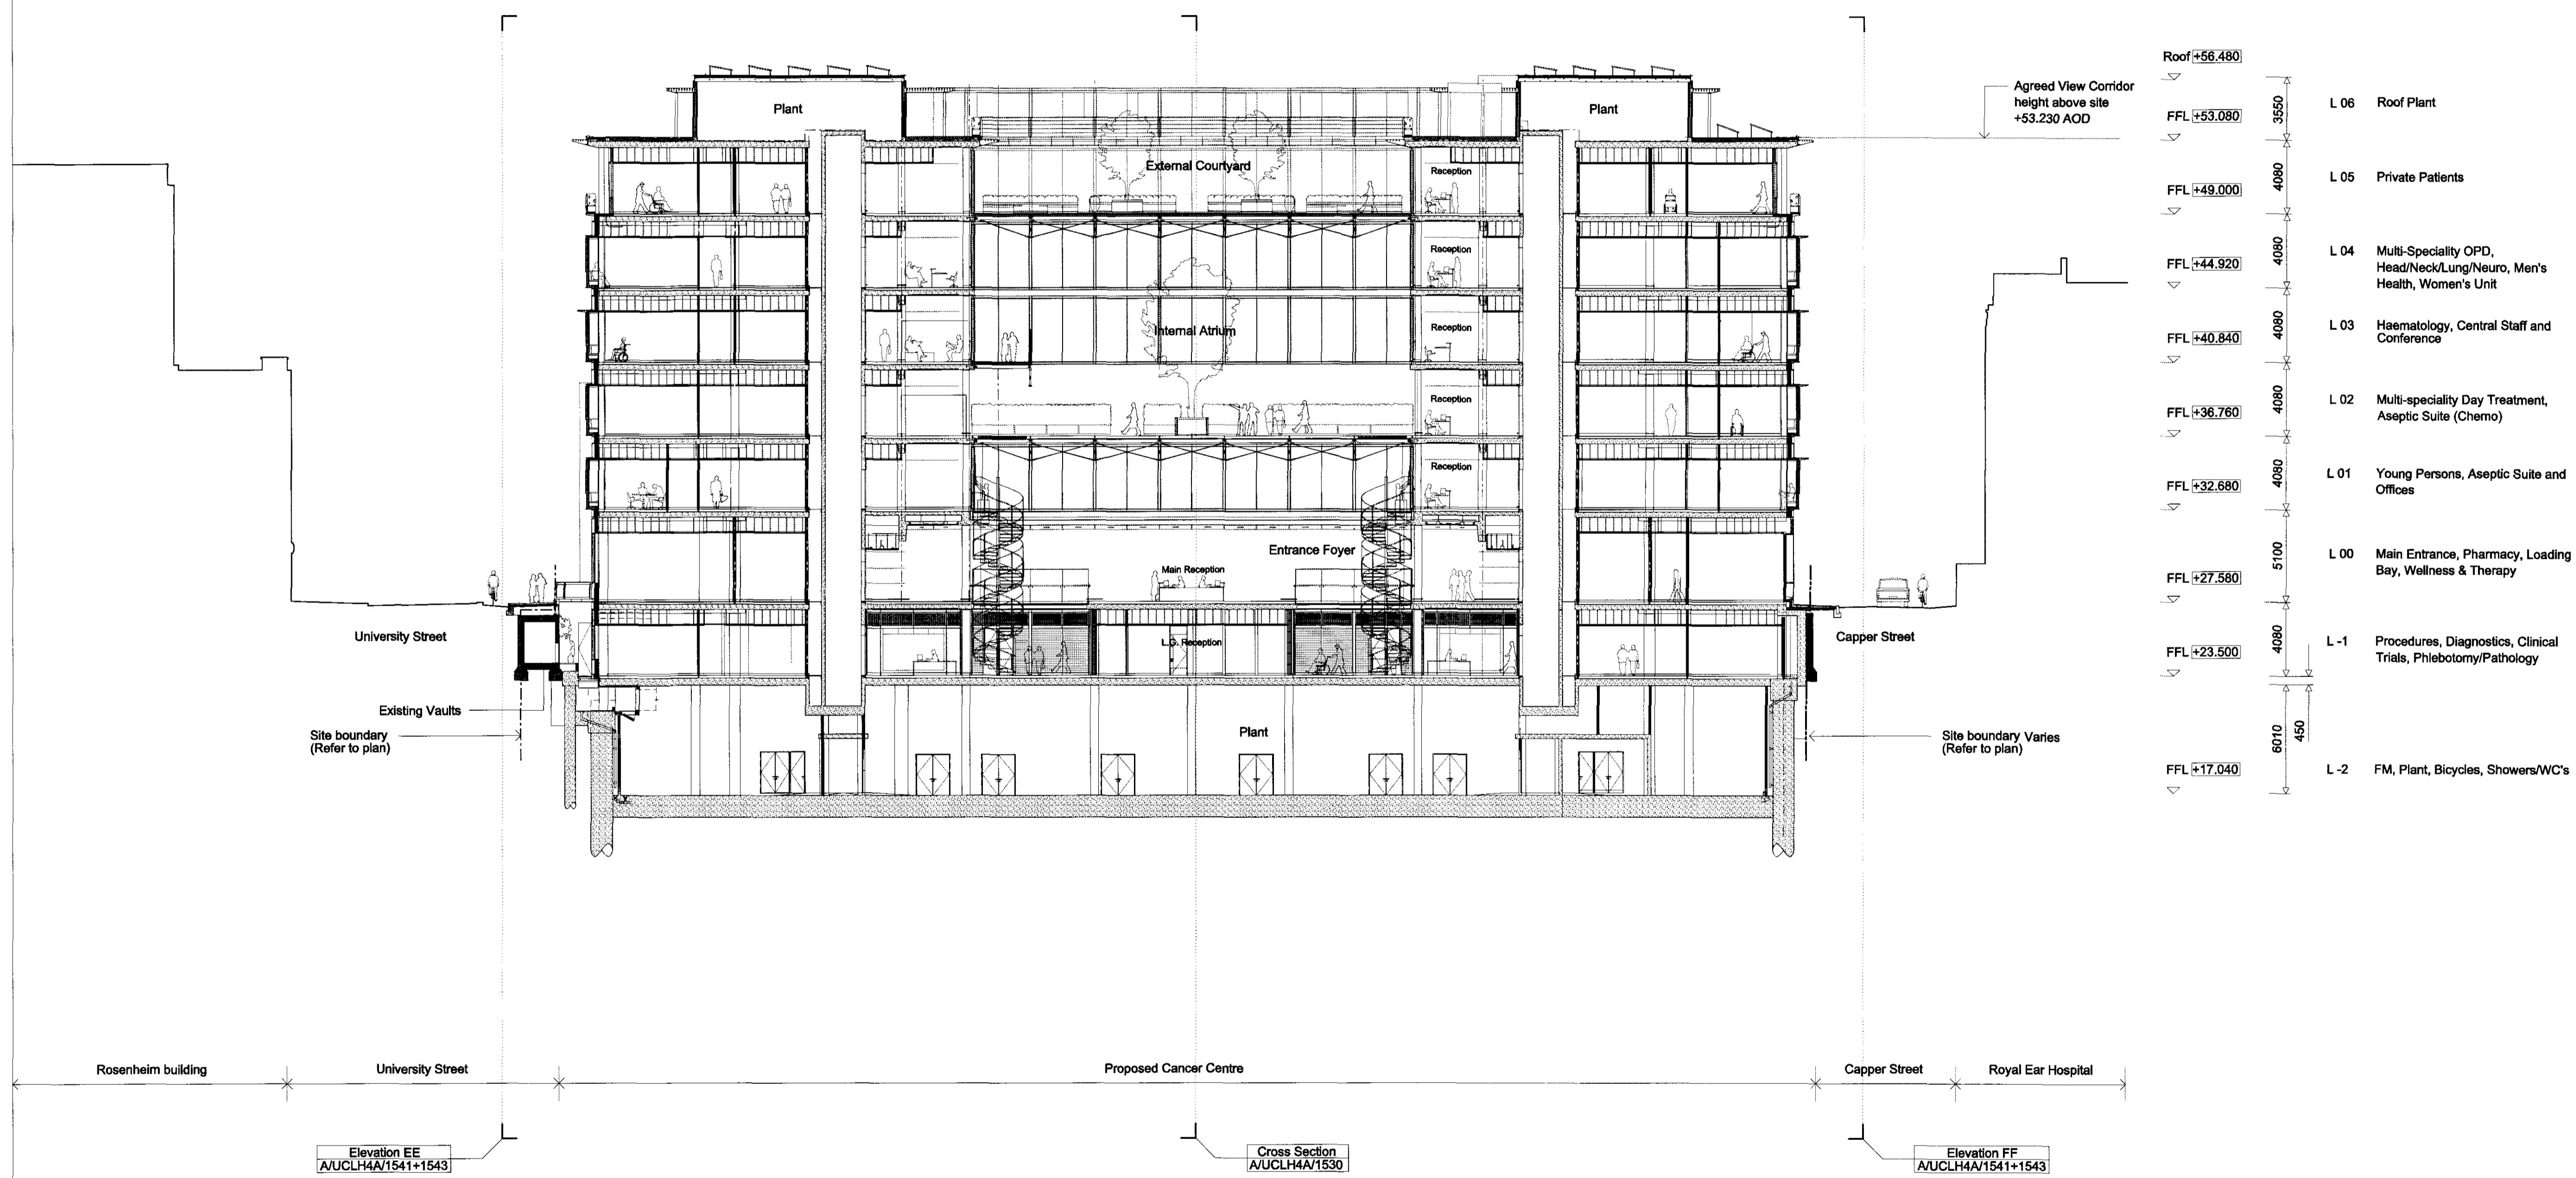 Roof +56.480
Agreed View Corridor
height above site
+53.230 AOD
Plant
Plant
3550
L 06 Roof Plant
FFL +53.080
External Courtyard
Reception
4080
L 05 Private Patients
FFL +49.000
Reception
4080
L 04 Multi-Speciality OPD,
Head/Neck/Lung/Neuro, Men's
Health, Women's Unit
FFL +44.920
Internal Atrium
Reception
4080
L 03 Haematology, Central Staff and
Conference
FFL +40.840
Reception
4080
L 02 Multi-speciality Day Treatment,
Aseptic Suite (Chemo)
FFL +36.760
Reception
4080
L 01 Young Persons, Aseptic Suite and
Offices
FFL +32.680
Entrance Foyer
Main Reception
5100
L 00 Main Entrance, Pharmacy, Loading
Bay, Wellness & Therapy
FFL +27.580
University Street
L.G. Reception
Capper Street
4080
L -1 Procedures, Diagnostics, Clinical
Trials, Phlebotomy/Pathology
FFL +23.500
Existing Vaults
Site boundary
(Refer to plan)
Plant
Site boundary Varies
(Refer to plan)
6010
450
FFL +17.040
L -2 FM, Plant, Bicycles, Showers/WC's
Rosenheim building
University Street
Proposed Cancer Centre
Capper Street
Royal Ear Hospital
Elevation EE
A/UCLH4A/1541+1543
Cross Section
A/UCLH4A/1530
Elevation FF
A/UCLH4A/1541+1543